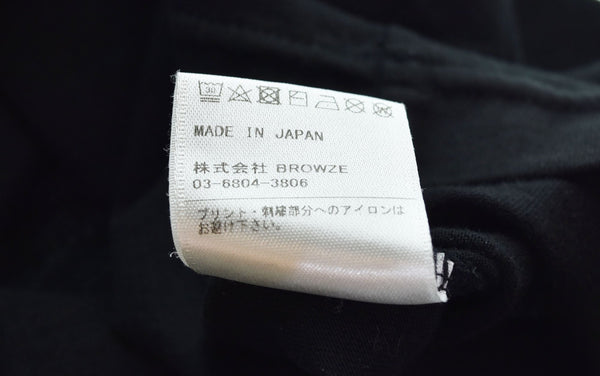 30
MADE IN JAPAN
株式会社 BROWZE
03-6804-3806
プリント・刺繍部分へのアイロンは
お避け下さい。